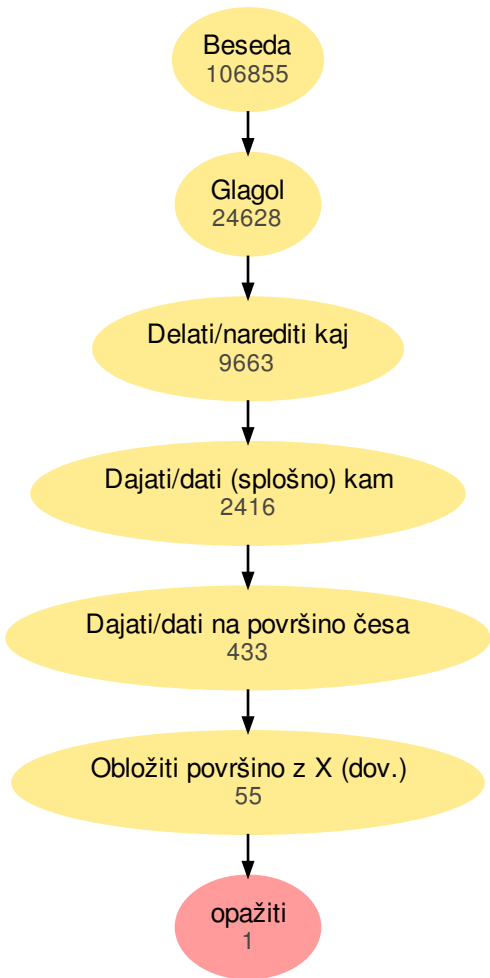 Beseda
106855
Glagol
24628
Delati/narediti kaj
9663
Dajati/dati (splošno) kam
2416
Dajati/dati na površino česa
433
Obložiti površino z X (dov.)
55
opažiti
1